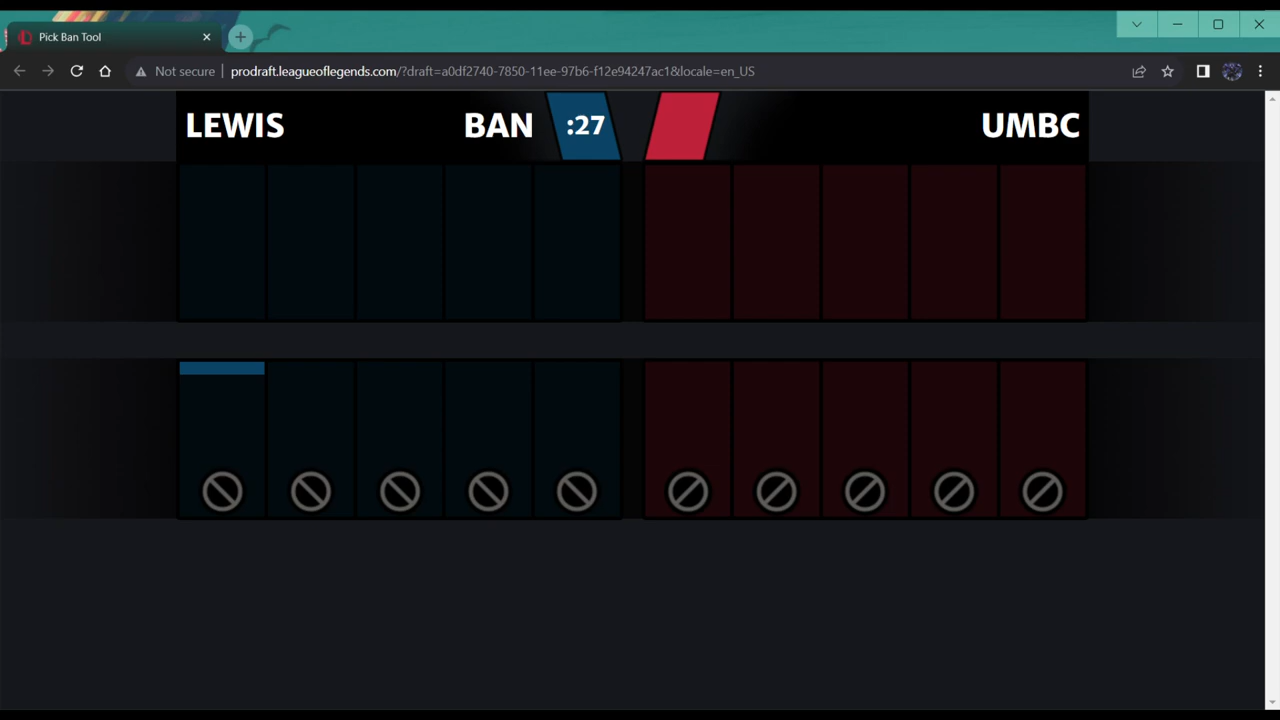 Pick Ban Tool
Not secure
prodraft.leagueoflegends.com/?draft=a0df2740-7850-11ee-97b6-f12e94247ac1&locale=en_US
LEWIS BAN :27 UMBC